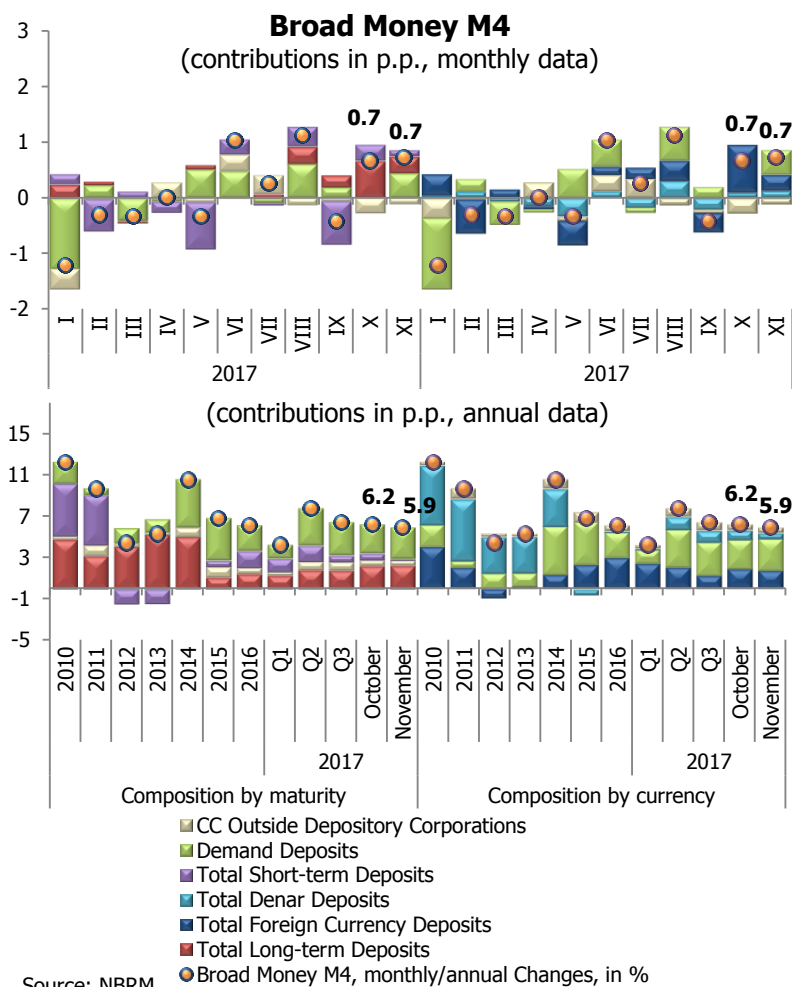 Broad Money M4
(contributions in p.p., monthly data)
3
2
1
0
-1
-2
0.7
0.7
0.7
0.7
I
II
III
IV
V
VI
VII
VIII
IX
X
XI
I
II
III
IV
V
VI
VII
VIII
IX
X
XI
2017
2017
(contributions in p.p., annual data)
15
11
7
3
-1
-5
6.2
5.9
6.2
5.9
2010
2011
2012
2013
2014
2015
2016
Q1
Q2
Q3
October
November
2010
2011
2012
2013
2014
2015
2016
Q1
Q2
Q3
October
November
2017
2017
Composition by maturity
Composition by currency
CC Outside Depository Corporations
Demand Deposits
Total Short-term Deposits
Total Denar Deposits
Total Foreign Currency Deposits
Total Long-term Deposits
Broad Money M4, monthly/annual Changes, in %
Source: NBRM